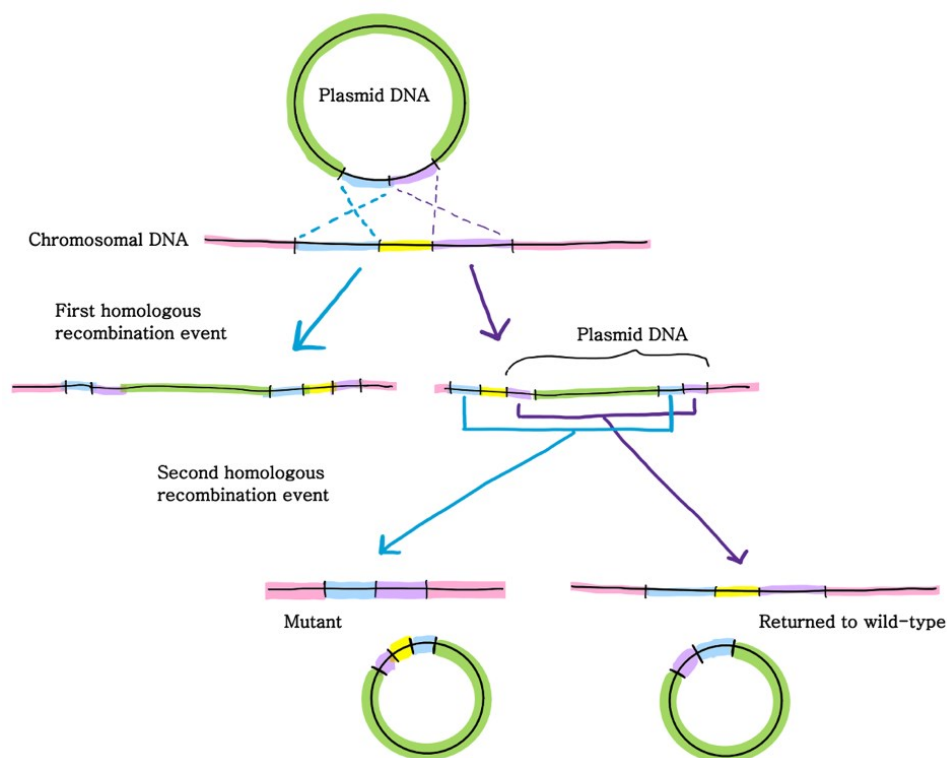 Plasmid DNA
Chromosomal DNA
First homologous
recombination event
Plasmid DNA
Second homologous
recombination event
Mutant
Returned to wild-type